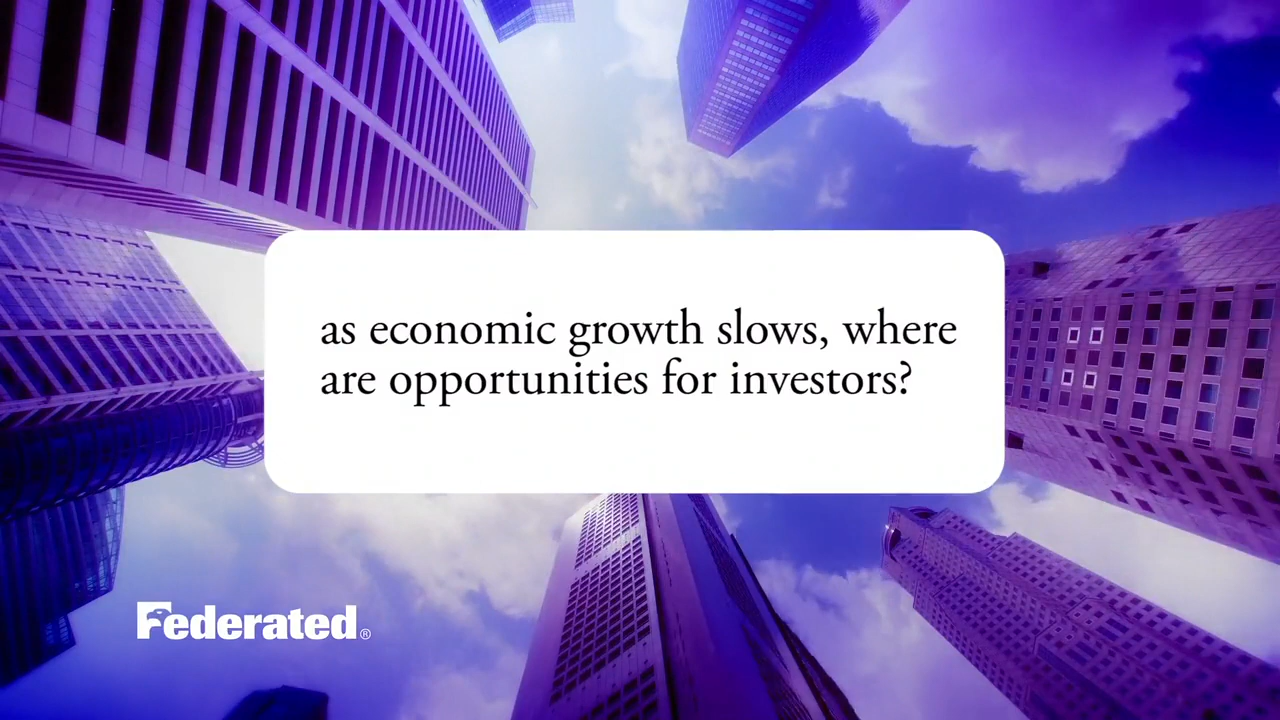 as economic growth slows, where
are opportunities for investors?
Federated®